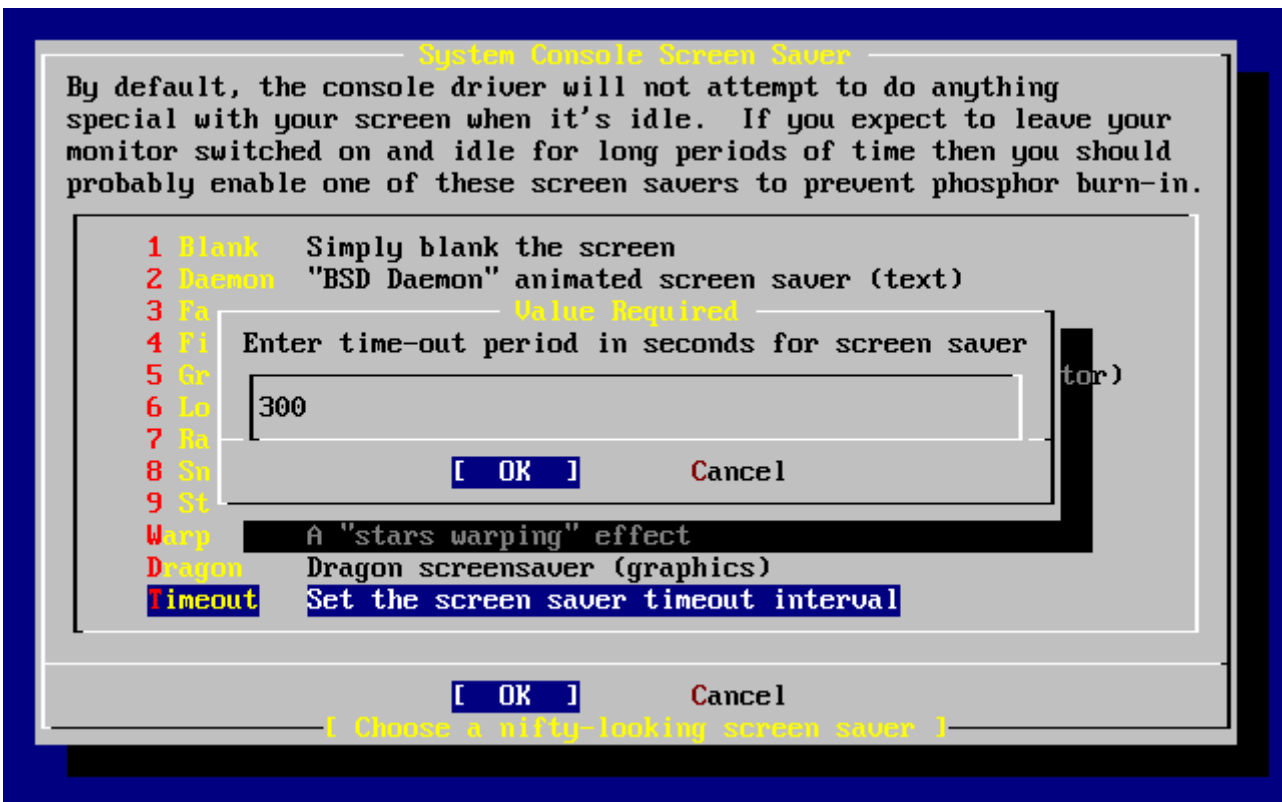 System Console Screen Saver
By default, the console driver will not attempt to do anything
special with your screen when it's idle.  If you expect to leave your
monitor switched on and idle for long periods of time then you should
probably enable one of these screen savers to prevent phosphor burn-in.
1 Blank   Simply blank the screen
2 Daemon  "BSD Daemon" animated screen saver (text)
3 Fa
Value Required
4 Fi
Enter time-out period in seconds for screen saver
5 Gr
tor)
6 Lo
300
7 Ra
8 Sn
[  OK  ]       Cancel
9 St
Warp      A "stars warping" effect
Dragon    Dragon screensaver (graphics)
Timeout   Set the screen saver timeout interval
[  OK  ]       Cancel
[ Choose a nifty-looking screen saver ]